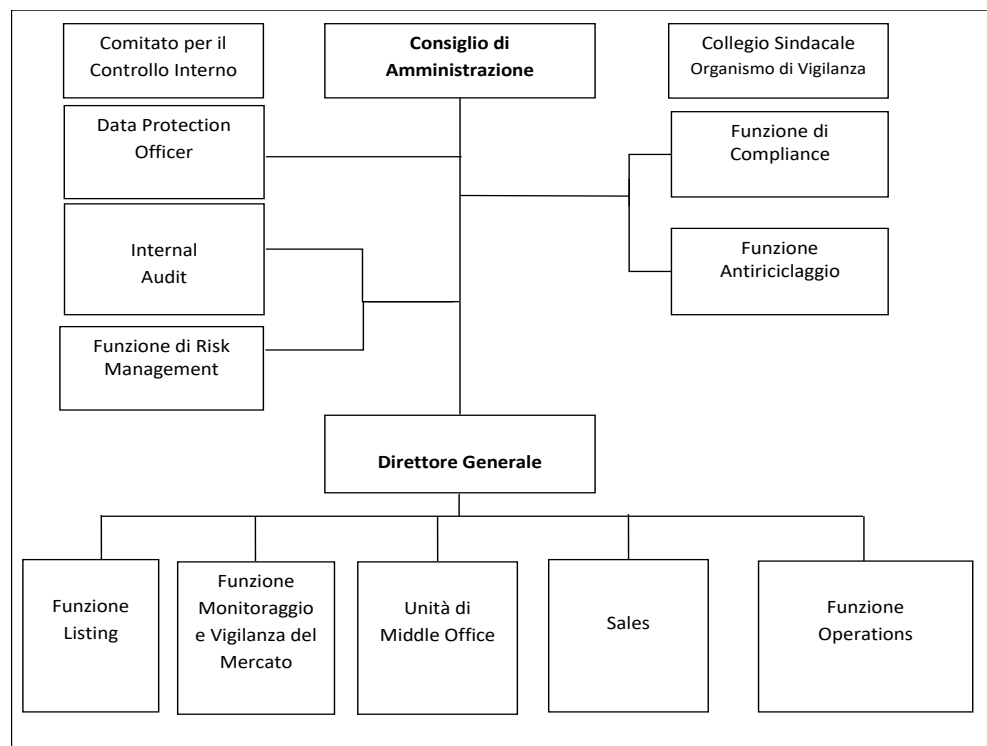 Comitato per il
Controllo Interno
Consiglio di
Amministrazione
Collegio Sindacale
Organismo di Vigilanza
Data Protection
Officer
Funzione di
Compliance
Internal
Audit
Funzione
Antiriciclaggio
Funzione di Risk
Management
Direttore Generale
Funzione
Listing
Funzione
Monitoraggio
e Vigilanza del
Mercato
Unità di
Middle Office
Sales
Funzione
Operations